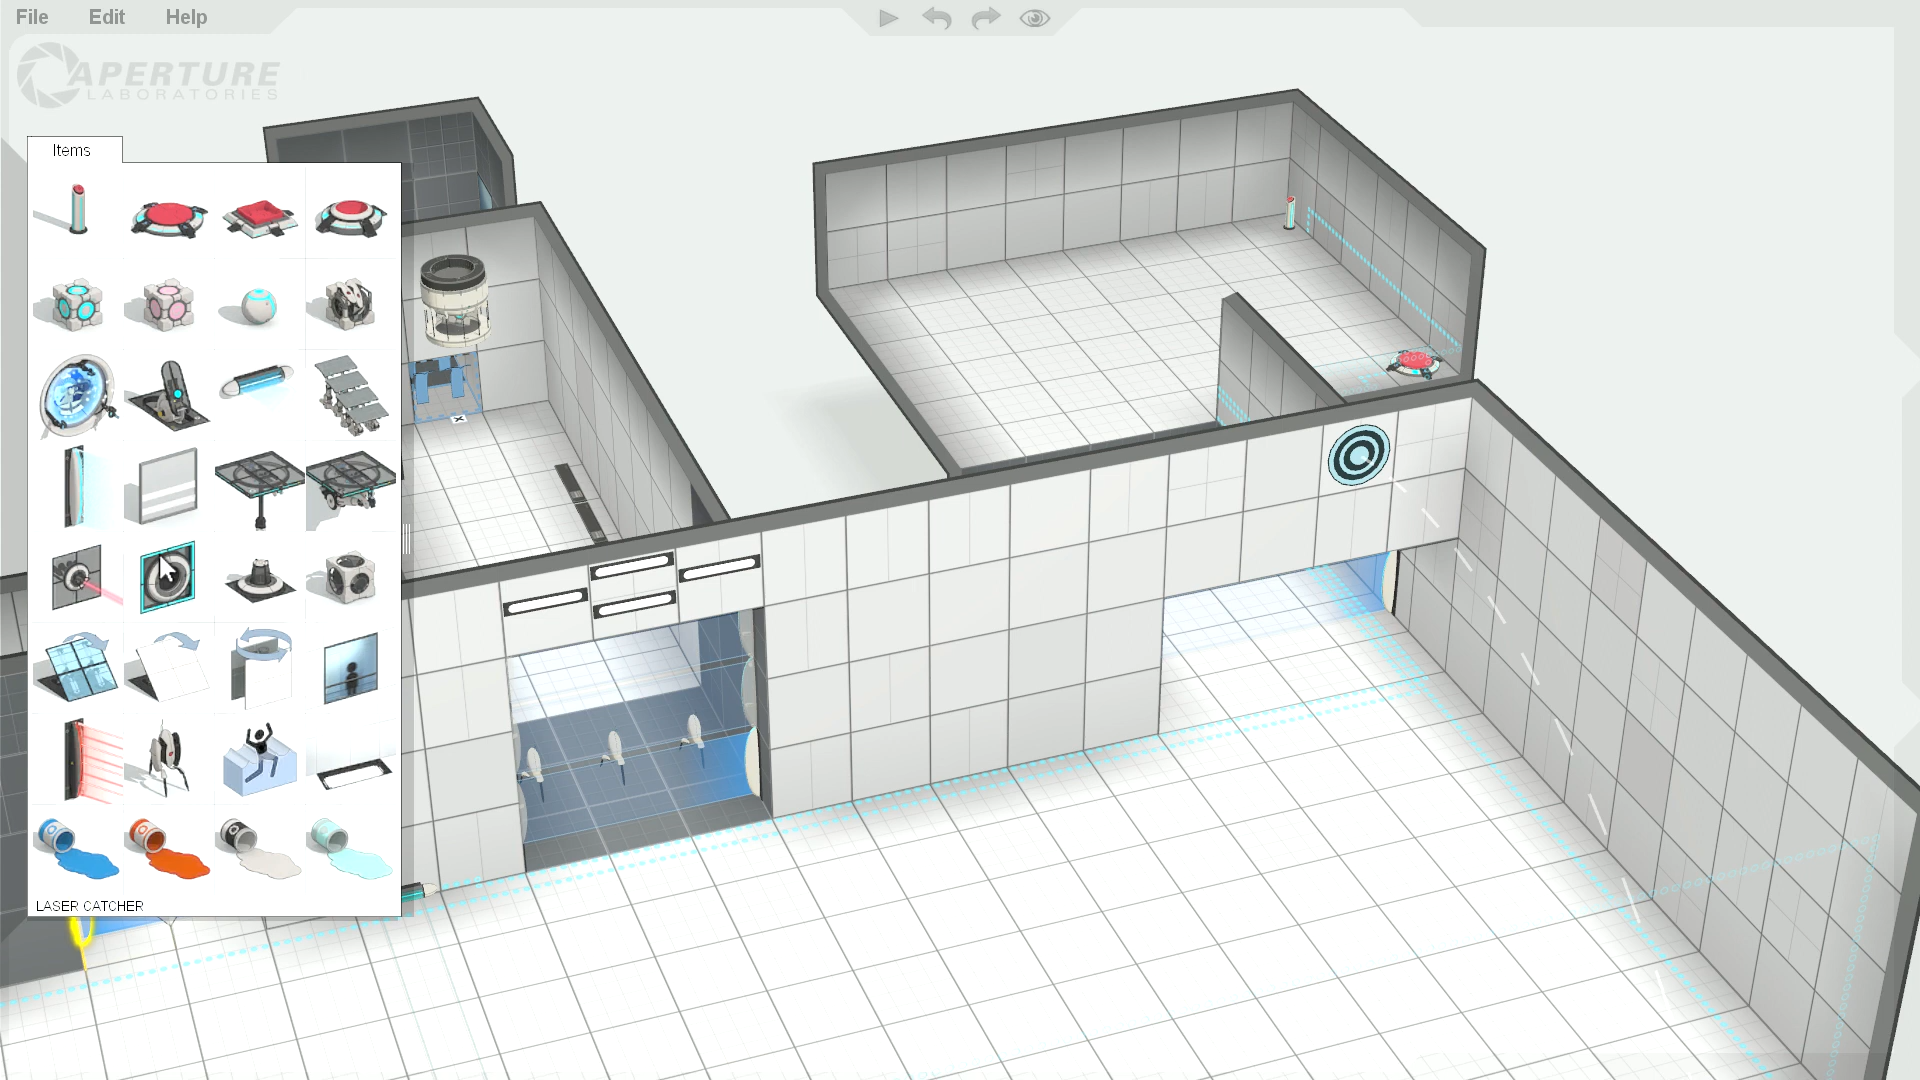 File Edit Help
APERTURE
LABORATORIES
Items
LASER CATCHER